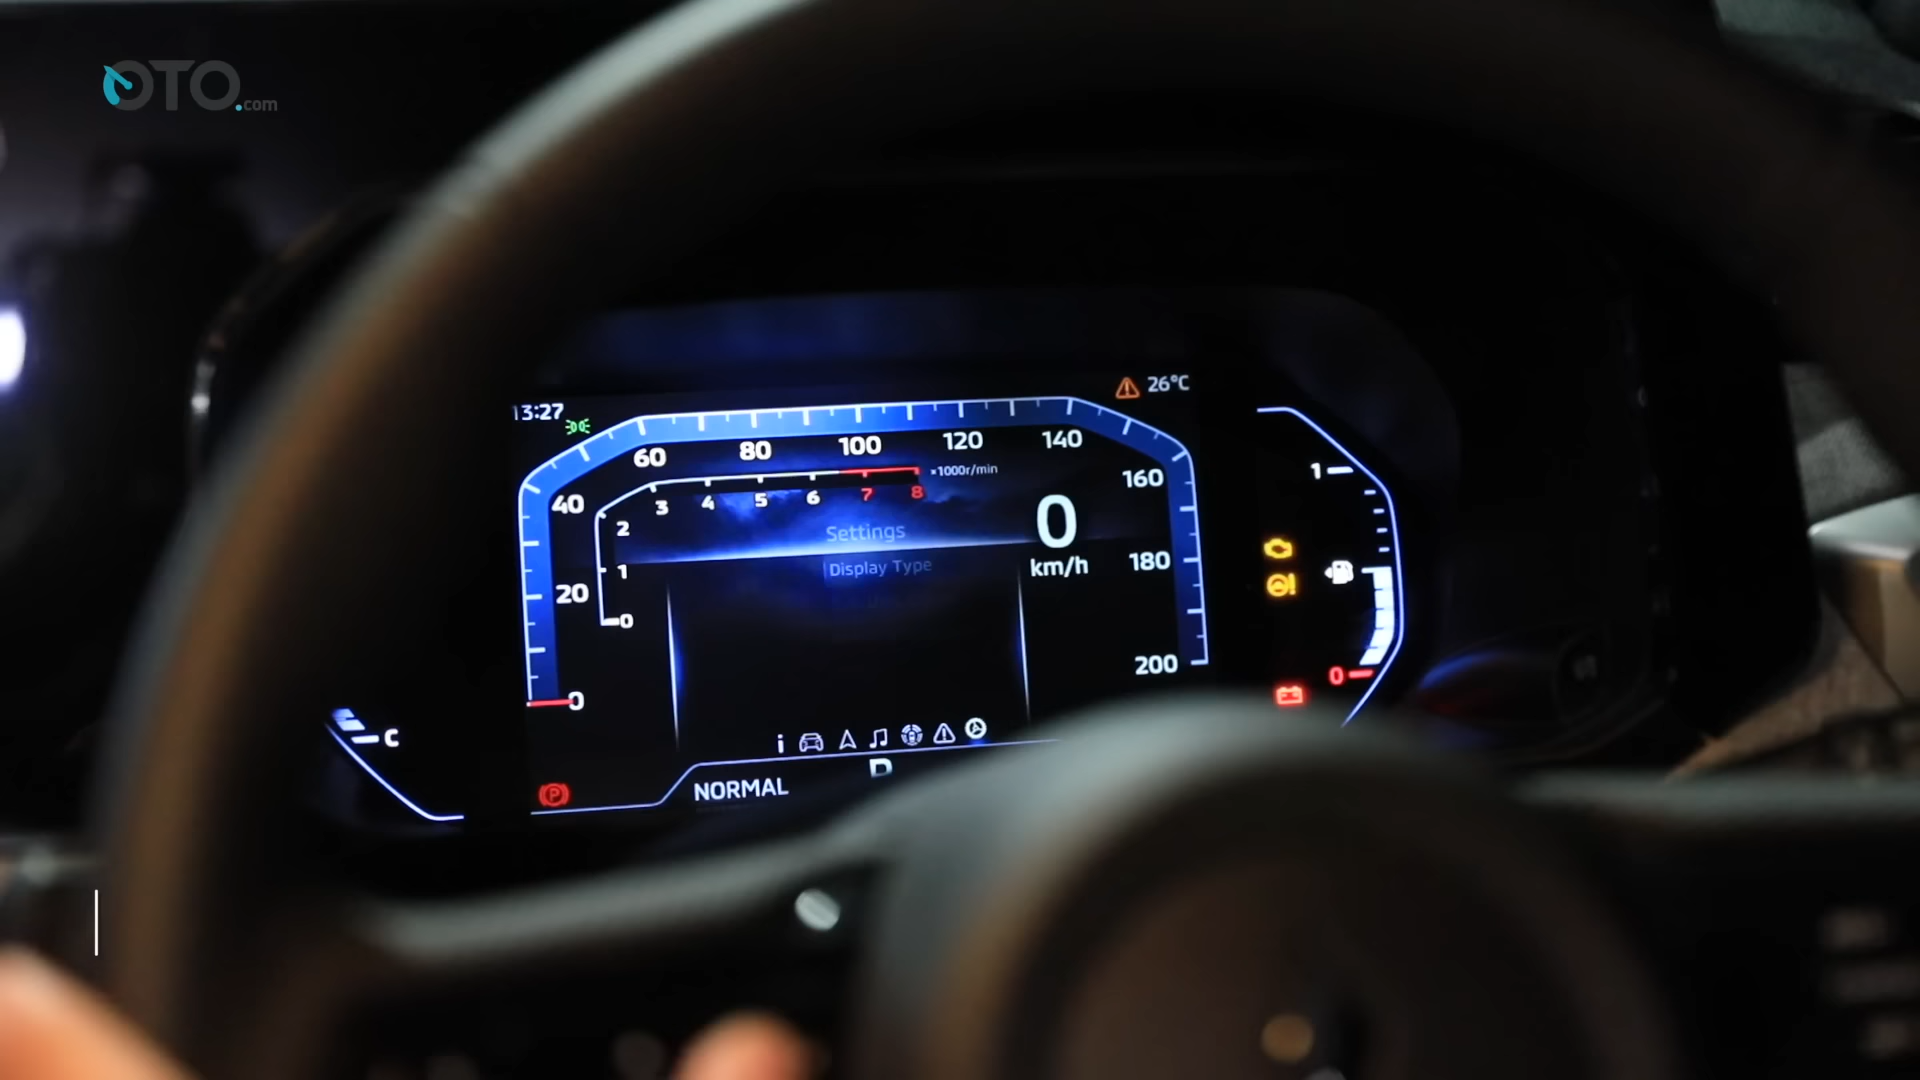 OTO.com
13:27
26°C
60 80 100 120 140
40
20
0
160
180
200
×1000r/min
0 1 2 3 4 5 6 7 8
Settings
Display Type
0
km/h
1
0
C
P
NORMAL
P